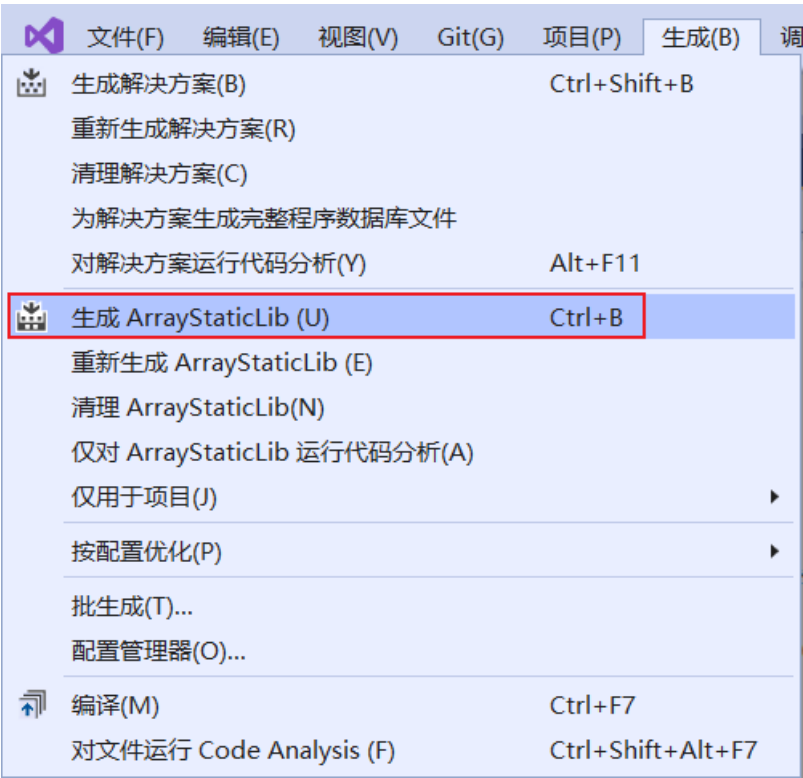 文件(F) 编辑(E) 视图(V) Git(G) 项目(P) 生成(B) 调
生成解决方案(B) Ctrl+Shift+B
重新生成解决方案(R)
清理解决方案(C)
为解决方案生成完整程序数据库文件
对解决方案运行代码分析(Y) Alt+F11
生成 ArrayStaticLib (U) Ctrl+B
重新生成 ArrayStaticLib (E)
清理 ArrayStaticLib(N)
仅对 ArrayStaticLib 运行代码分析(A)
仅用于项目(J)
按配置优化(P)
批生成(T)...
配置管理器(O)...
编译(M) Ctrl+F7
对文件运行 Code Analysis (F) Ctrl+Shift+Alt+F7